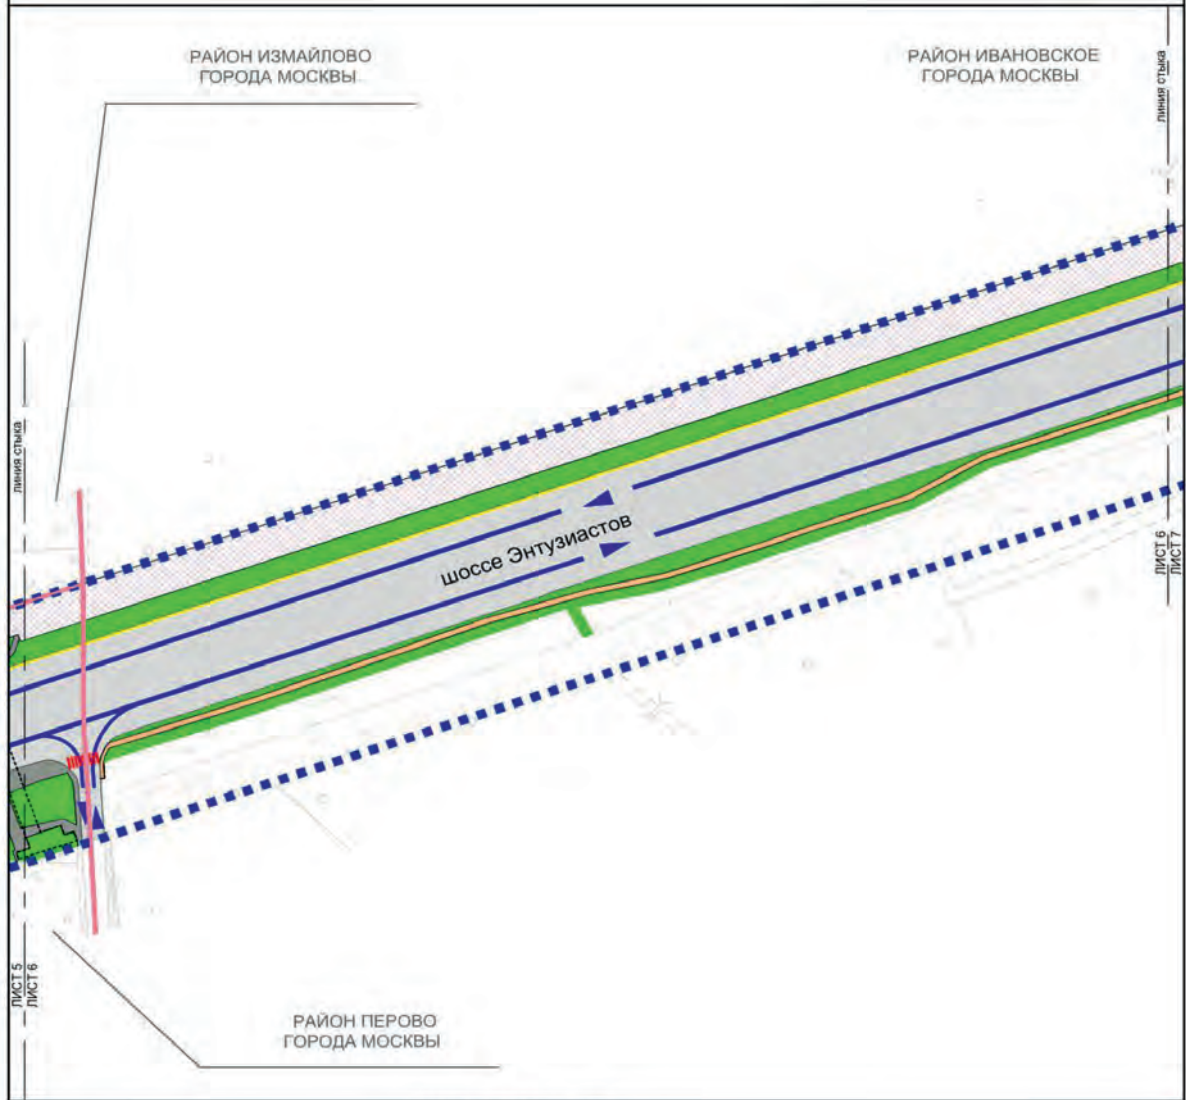 РАЙОН ИЗМАЙЛОВО
ГОРОДА МОСКВЫ
РАЙОН ИВАНОВСКОЕ
ГОРОДА МОСКВЫ
линия стыка
линия стыка
шоссе Энтузиастов
ЛИСТ 6
ЛИСТ 7
ЛИСТ 5
ЛИСТ 6
РАЙОН ПЕРОВО
ГОРОДА МОСКВЫ